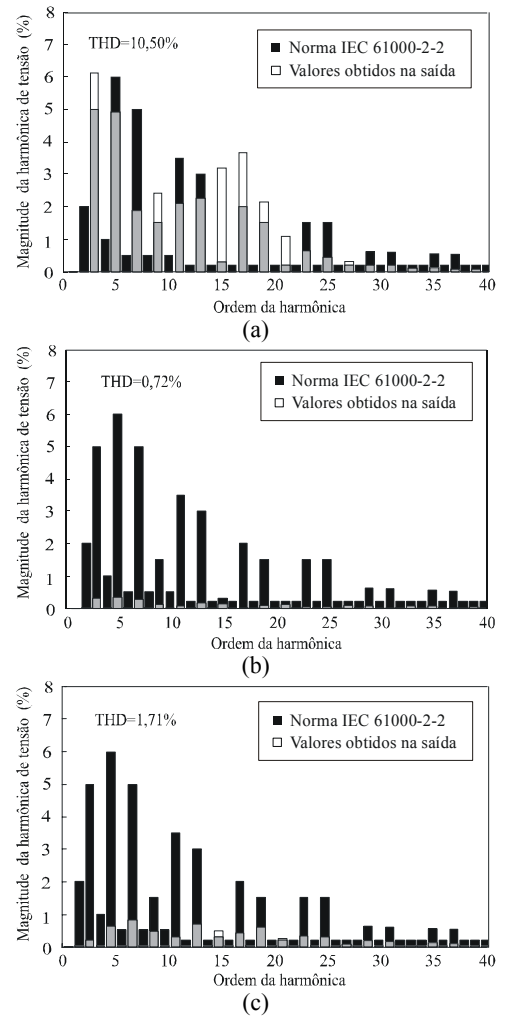 Magnitude da harmônica de tensão (%)
8
7
6
5
4
3
2
1
0
THD=10,50%
Norma IEC 61000-2-2
Valores obtidos na saída
0 5 10 15 20 25 30 35 40
Ordem da harmônica
(a)
Magnitude da harmônica de tensão (%)
8
7
6
5
4
3
2
1
0
THD=0,72%
Norma IEC 61000-2-2
Valores obtidos na saída
0 5 10 15 20 25 30 35 40
Ordem da harmônica
(b)
Magnitude da harmônica de tensão (%)
8
7
6
5
4
3
2
1
0
THD=1,71%
Norma IEC 61000-2-2
Valores obtidos na saída
0 5 10 15 20 25 30 35 40
Ordem da harmônica
(c)